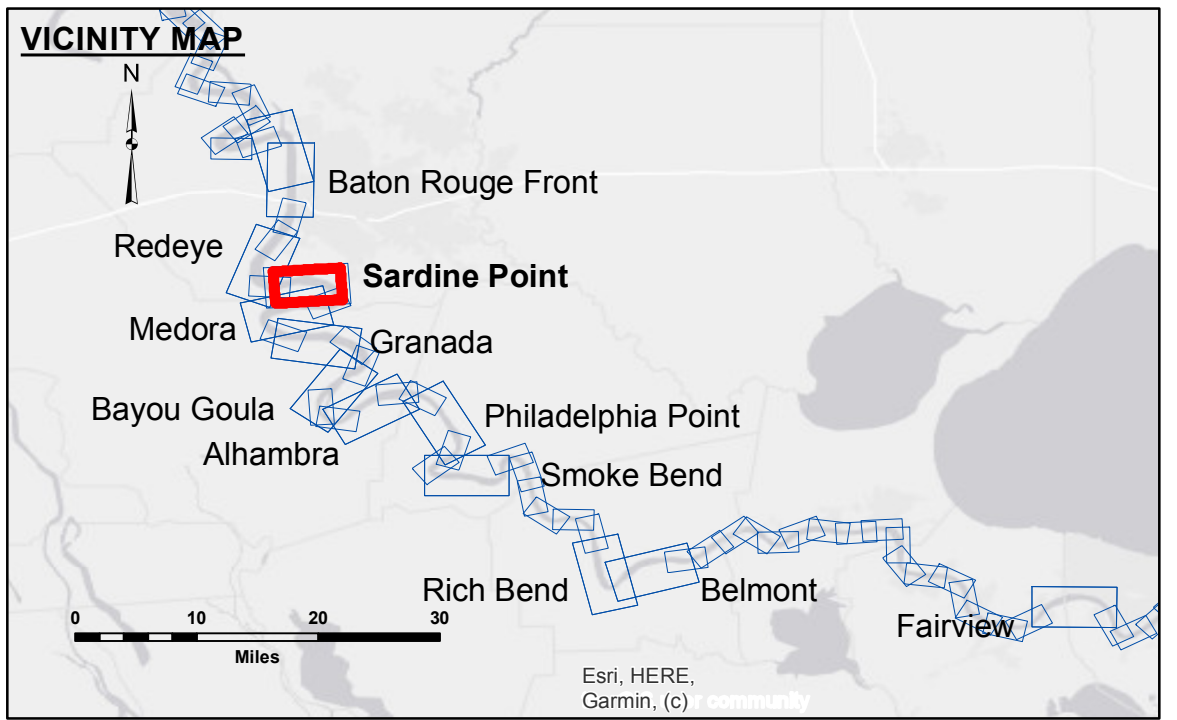 VICINITY MAP
N
Baton Rouge Front
Redeye
Sardine Point
Medora
Granada
Bayou Goula
Philadelphia Point
Alhambra
Smoke Bend
Rich Bend
Belmont
Fairview
0 10 20 30
Miles
Esri, HERE,
Garmin, (c)
community